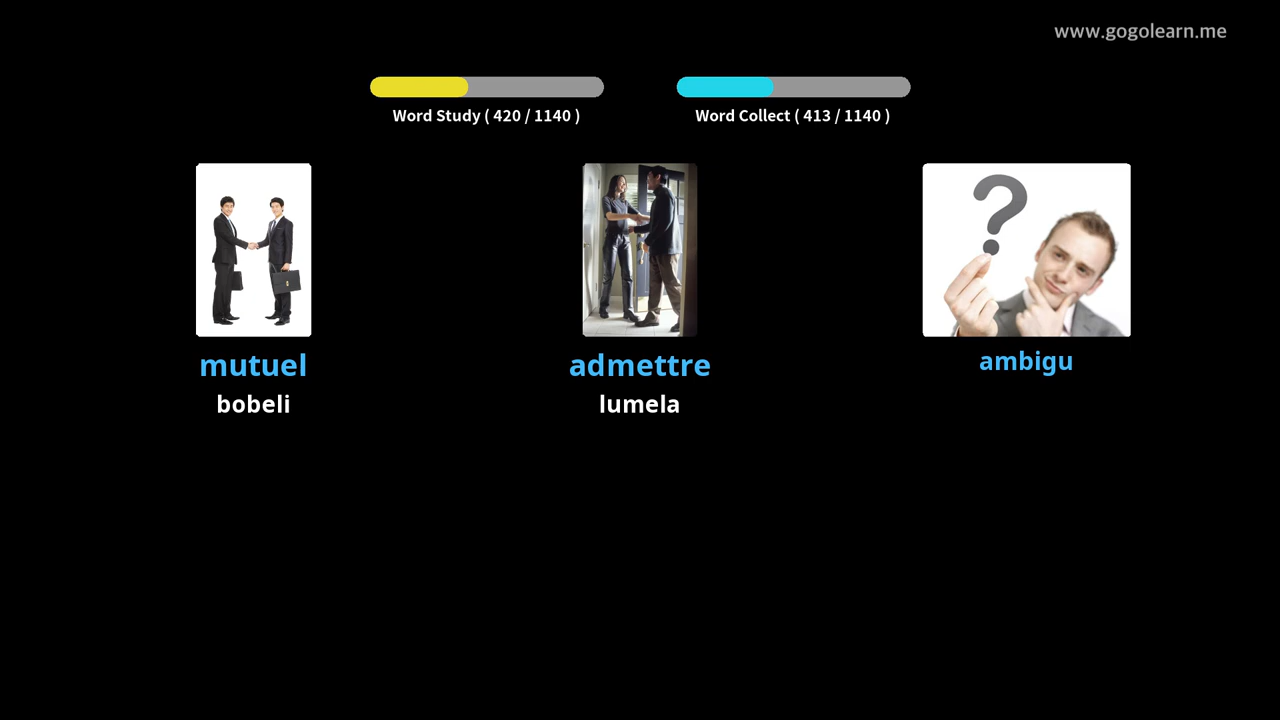 www.gogolearn.me
Word Study ( 420 / 1140 )
Word Collect ( 413 / 1140 )
mutuel
bobeli
admettre
lumela
ambigu